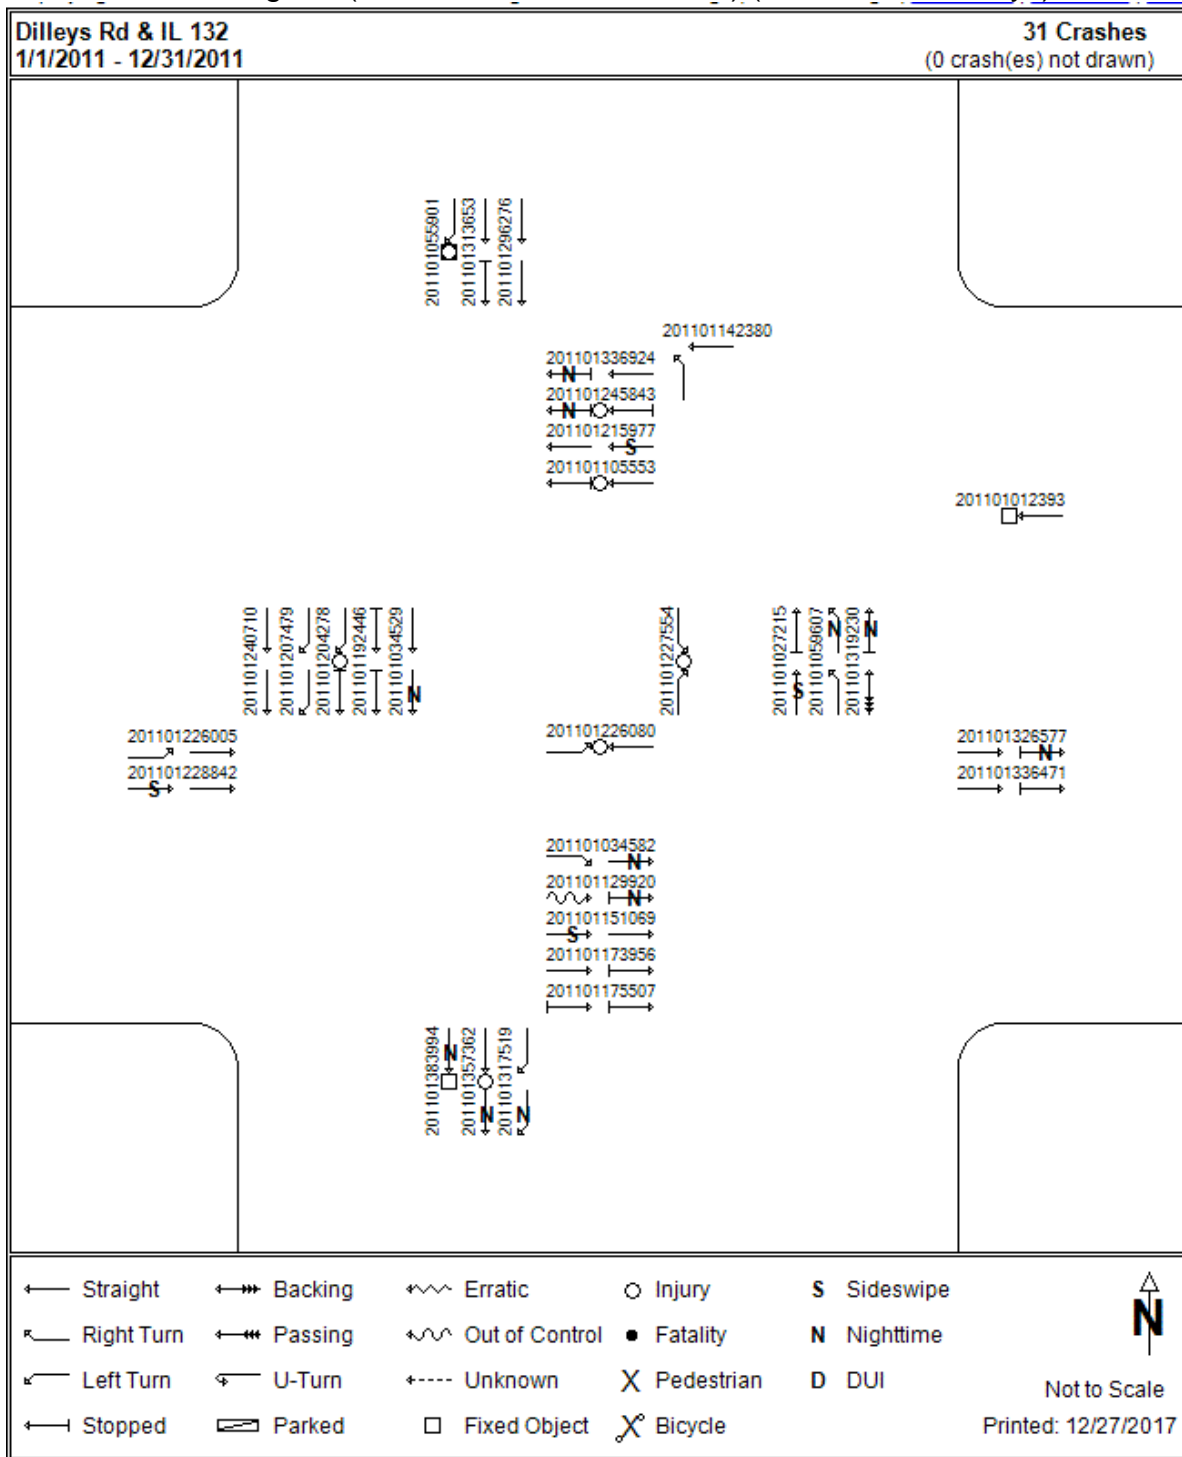 Dilleys Rd & IL 132
31 Crashes
1/1/2011 - 12/31/2011
(0 crash(es) not drawn)
201101055901
201101313653
201101296276
201101142380
201101336924
201101245843
N
201101215977
N
201101105553
S
201101012393
201101240710
201101207479
201101204278
201101192446
201101034529
N
201101227554
201101027215
S
201101059607
N
201101319230
N
201101226005
201101228842
S
201101226080
201101326577
N
201101336471
201101034582
N
201101129920
N
201101151069
S
201101173956
201101175507
201101383994
N
201101357362
N
201101317519
N
Straight
Backing
Erratic
Injury
S Sideswipe
Right Turn
Passing
Out of Control
Fatality
N Nighttime
Left Turn
U-Turn
Unknown
Pedestrian
D DUI
Stopped
Parked
Fixed Object
Bicycle
N
Not to Scale
Printed: 12/27/2017